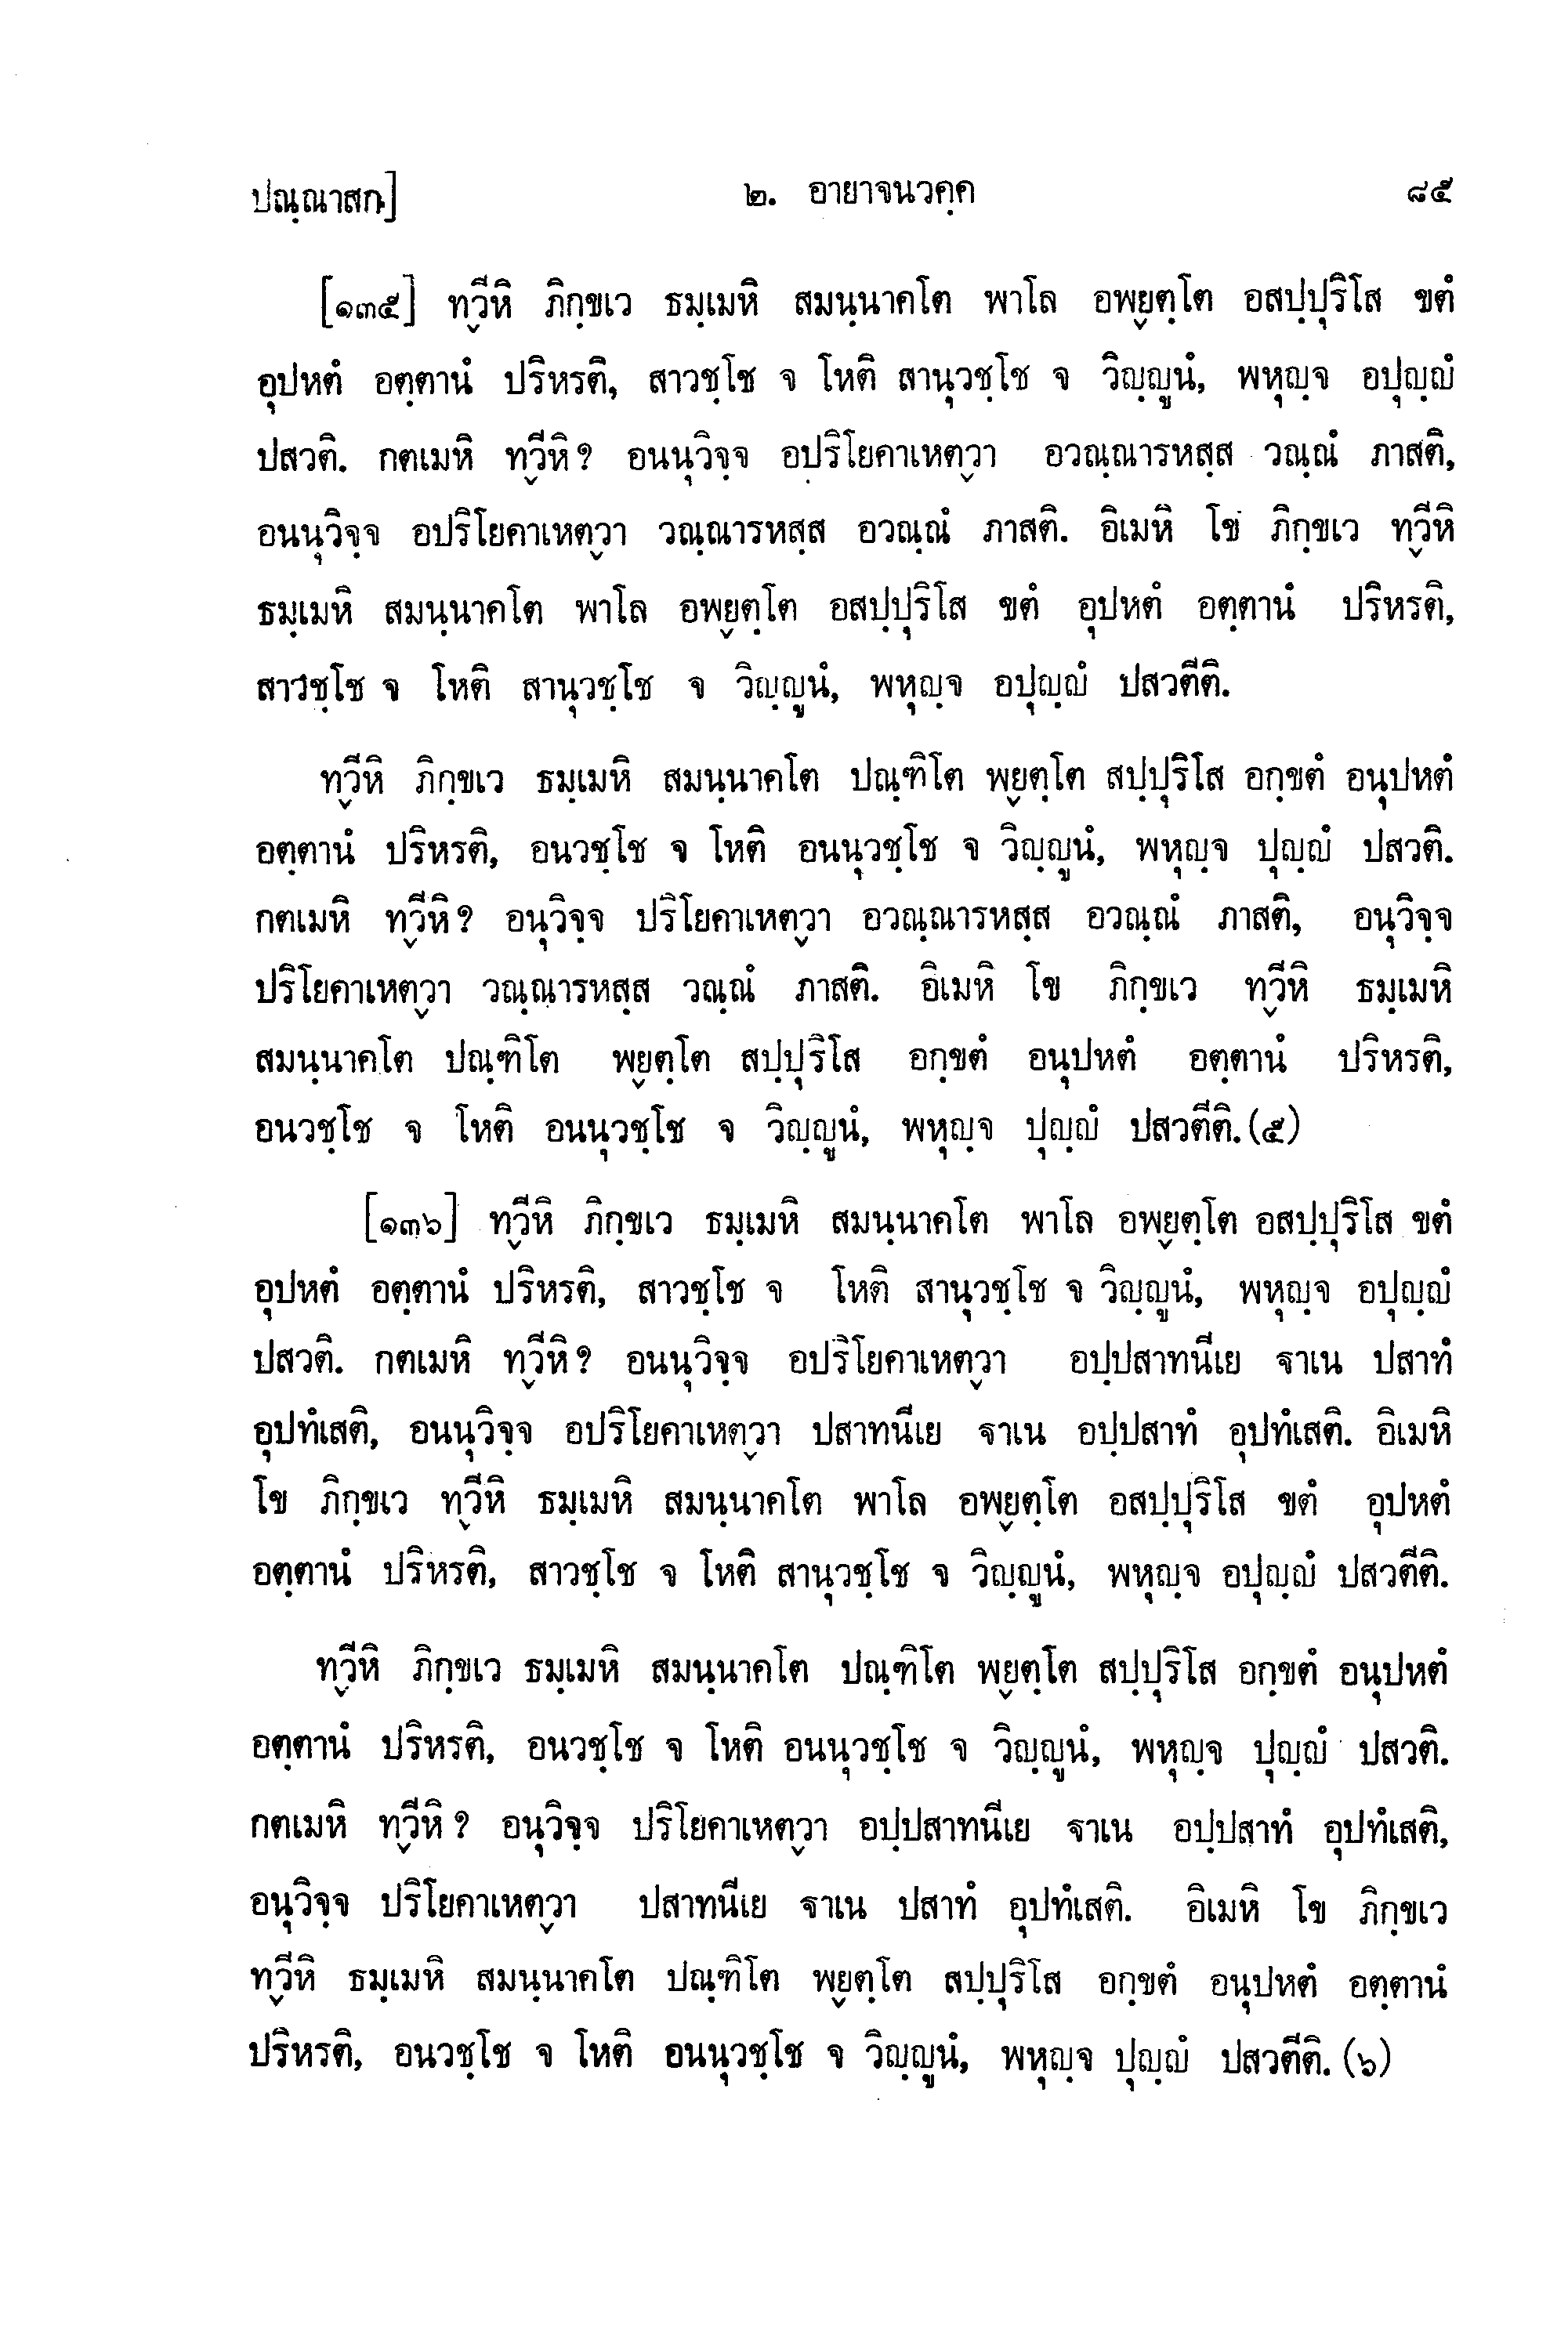 ปณฺณาสก] ๒. อายาจนวคฺค ๘๕
[๑๓๕] ทฺวีหิ ภิกฺขเว ธมฺเมหิ สมนฺนาคโต พาโล อพฺยตฺโต อสปฺปุริโส ขตํ
อุปหตํ อตฺตานํ ปริหรติ, สาวชฺโช จ โหติ สานุวชฺโช จ วิญฺญูนํ, พหุญฺจ อปุญฺญํ
ปสวติ. กตเมหิ ทฺวีหิ? อนนุวิจฺจ อปริโยคาเหตฺวา อวณฺณารหสฺส วณฺณํ ภาสติ,
อนนุวิจฺจ อปริโยคาเหตฺวา วณฺณารหสฺส อวณฺณํ ภาสติ. อิเมหิ โข ภิกฺขเว ทฺวีหิ
ธมฺเมหิ สมนฺนาคโต พาโล อพฺยตฺโต อสปฺปุริโส ขตํ อุปหตํ อตฺตานํ ปริหรติ,
สาวชฺโช จ โหติ สานุวชฺโช จ วิญฺญูนํ, พหุญฺจ อปุญฺญํ ปสวตีติ.
ทฺวีหิ ภิกฺขเว ธมฺเมหิ สมนฺนาคโต ปณฺฑิโต พฺยตฺโต สปฺปุริโส อกฺขตํ อนุปหตํ
อตฺตานํ ปริหรติ, อนวชฺโช จ โหติ อนนุวชฺโช จ วิญฺญูนํ, พหุญฺจ ปุญฺญํ ปสวติ.
กตเมหิ ทฺวีหิ? อนุวิจฺจ ปริโยคาเหตฺวา อวณฺณารหสฺส อวณฺณํ ภาสติ, อนุวิจฺจ
ปริโยคาเหตฺวา วณฺณารหสฺส วณฺณํ ภาสติ. อิเมหิ โข ภิกฺขเว ทฺวีหิ ธมฺเมหิ
สมนฺนาคโต ปณฺฑิโต พฺยตฺโต สปฺปุริโส อกฺขตํ อนุปหตํ อตฺตานํ ปริหรติ,
อนวชฺโช จ โหติ อนนุวชฺโช จ วิญฺญูนํ, พหุญฺจ ปุญฺญํ ปสวตีติ.(๕)
[๑๓๖] ทฺวีหิ ภิกฺขเว ธมฺเมหิ สมนฺนาคโต พาโล อพฺยตฺโต อสปฺปุริโส ขตํ
อุปหตํ อตฺตานํ ปริหรติ, สาวชฺโช จ โหติ สานุวชฺโช จ วิญฺญูนํ, พหุญฺจ อปุญฺญํ
ปสวติ. กตเมหิ ทฺวีหิ? อนนุวิจฺจ อปริโยคาเหตฺวา อปฺปสาทนีเย ฐาเน ปสาทํ
อุปทํเสติ, อนนุวิจฺจ อปริโยคาเหตฺวา ปสาทนีเย ฐาเน อปฺปสาทํ อุปทํเสติ. อิเมหิ
โข ภิกฺขเว ทฺวีหิ ธมฺเมหิ สมนฺนาคโต พาโล อพฺยตฺโต อสปฺปุริโส ขตํ อุปหตํ
อตฺตานํ ปริหรติ, สาวชฺโช จ โหติ สานุวชฺโช จ วิญฺญูนํ, พหุญฺจ อปุญฺญํ ปสวตีติ.
ทฺวีหิ ภิกฺขเว ธมฺเมหิ สมนฺนาคโต ปณฺฑิโต พฺยตฺโต สปฺปุริโส อกฺขตํ อนุปหตํ
อตฺตานํ ปริหรติ, อนวชฺโช จ โหติ อนนุวชฺโช จ วิญฺญูนํ, พหุญฺจ ปุญฺญํ ปสวติ.
กตเมหิ ทฺวีหิ? อนุวิจฺจ ปริโยคาเหตฺวา อปฺปสาทนีเย ฐาเน อปฺปสาทํ อุปทํเสติ,
อนุวิจฺจ ปริโยคาเหตฺวา ปสาทนีเย ฐาเน ปสาทํ อุปทํเสติ. อิเมหิ โข ภิกฺขเว
ทฺวีหิ ธมฺเมหิ สมนฺนาคโต ปณฺฑิโต พฺยตฺโต สปฺปุริโส อกฺขตํ อนุปหตํ อตฺตานํ
ปริหรติ, อนวชฺโช จ โหติ อนนุวชฺโช จ วิญฺญูนํ, พหุญฺจ ปุญฺญํ ปสวตีติ. (๖)